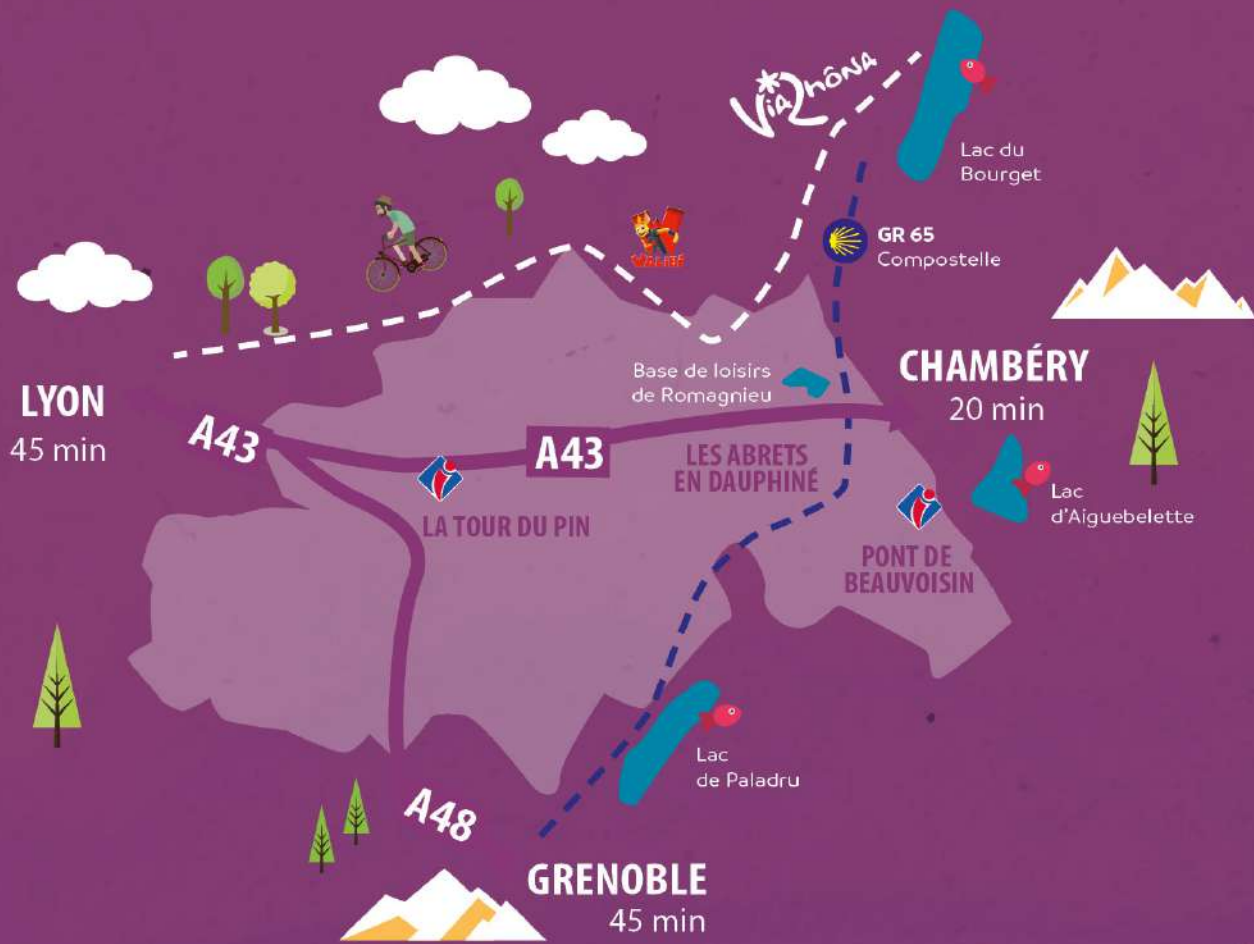 ViaRhôna
Lac du
Bourget
WALIBI
GR 65
Compostelle
Base de loisirs
de Romagnieu
CHAMBÉRY
20 min
LYON
45 min
A43
A43
LES ABRETS
EN DAUPHINÉ
LA TOUR DU PIN
Lac
d'Aiguebelette
PONT DE
BEAUVOISIN
Lac
de Paladru
A48
GRENOBLE
45 min